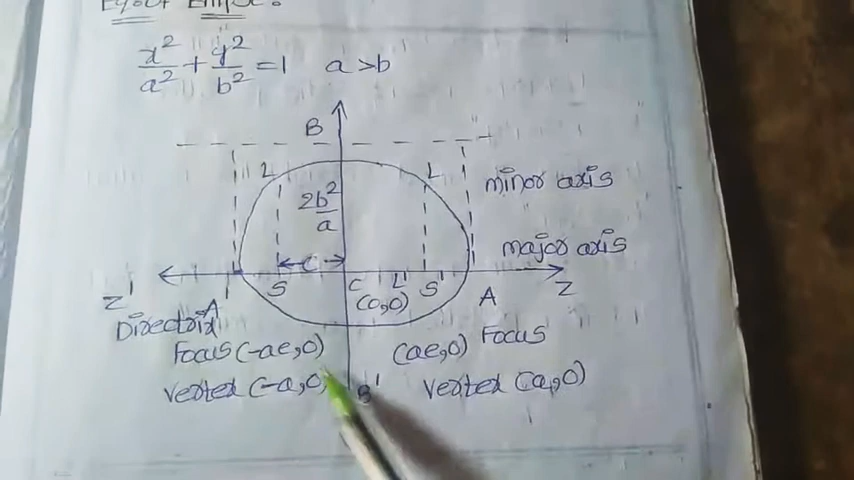 x²/a² + y²/b² = 1 a>b
B
L L
minor axis
2b²/a
major axis
C
Z' S C L' S' A Z
(0,0)
A
Directrix
Focus (-ae,0) (ae,0) Focus
Vertex (-a,0) B' Vertex (a,0)